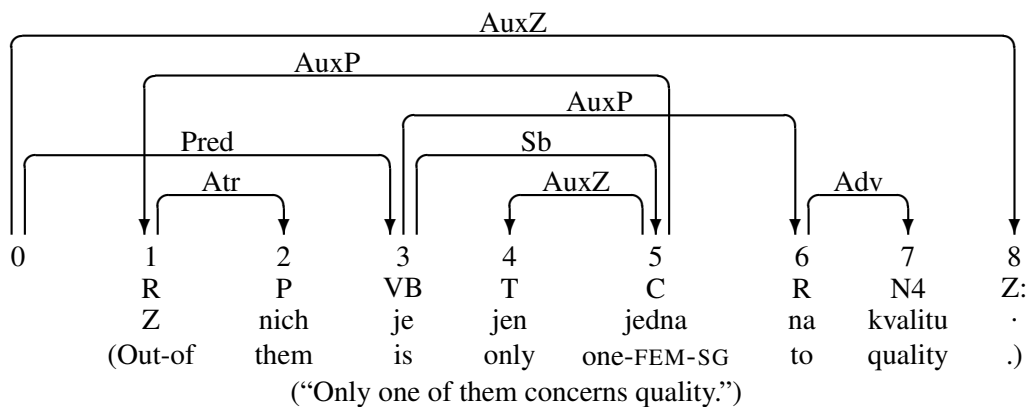 AuxZ
AuxP
AuxP
Pred Sb
Atr AuxZ Adv
0 1 2 3 4 5 6 7 8
R P VB T C R N4 Z:
Z nich je jen jedna na kvalitu .
(Out-of them is only one-FEM-SG to quality .)
(“Only one of them concerns quality.”)